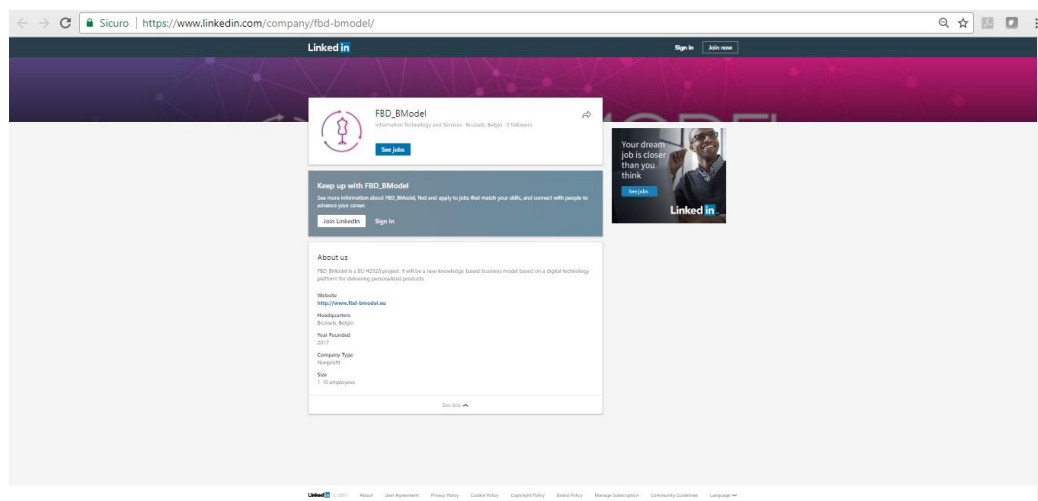 Sicuro | https://www.linkedin.com/company/fbd-bmodel/
Linked in
Sign in
Join now
FBD_BModel
Information Technology and Services Brussels, Belgio 0 followers
See jobs
Your dream
job is closer
than you
think
See jobs
Linked in
Keep up with FBD_BModel
See more information about FBD_BModel, find and apply to jobs that match your skills, and connect with people to
advance your career.
Join LinkedIn
Sign In
About us
FBD_BModel is a EU H2020 project. It will be a new knowledge based business model based on a digital technology
platform for delivering personalized products.
Website
http://www.fbd-bmodel.eu
Headquarters
Brussels, Belgio
Year Founded
2017
Company Type
Nonprofit
Size
1-10 employees
See less
Linked in © 2017 About User Agreement Privacy Policy Cookie Policy Copyright Policy Brand Policy Manage Subscription Community Guidelines Language